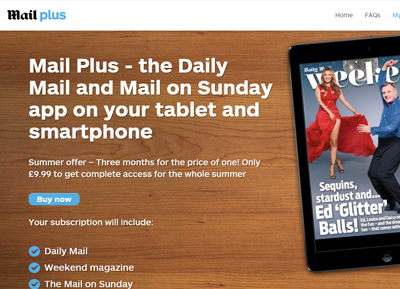 Mail plus
Home FAQs My
Mail Plus - the Daily
Mail and Mail on Sunday
app on your tablet and
smartphone
Summer offer – Three months for the price of one! Only
£9.99 to get complete access for the whole summer
Buy now
Your subscription will include:
Daily Mail
Weekend magazine
The Mail on Sunday
Daily Mail
Weeke
Sequins,
stardust and...
Ed ‘Glitter’
Balls!